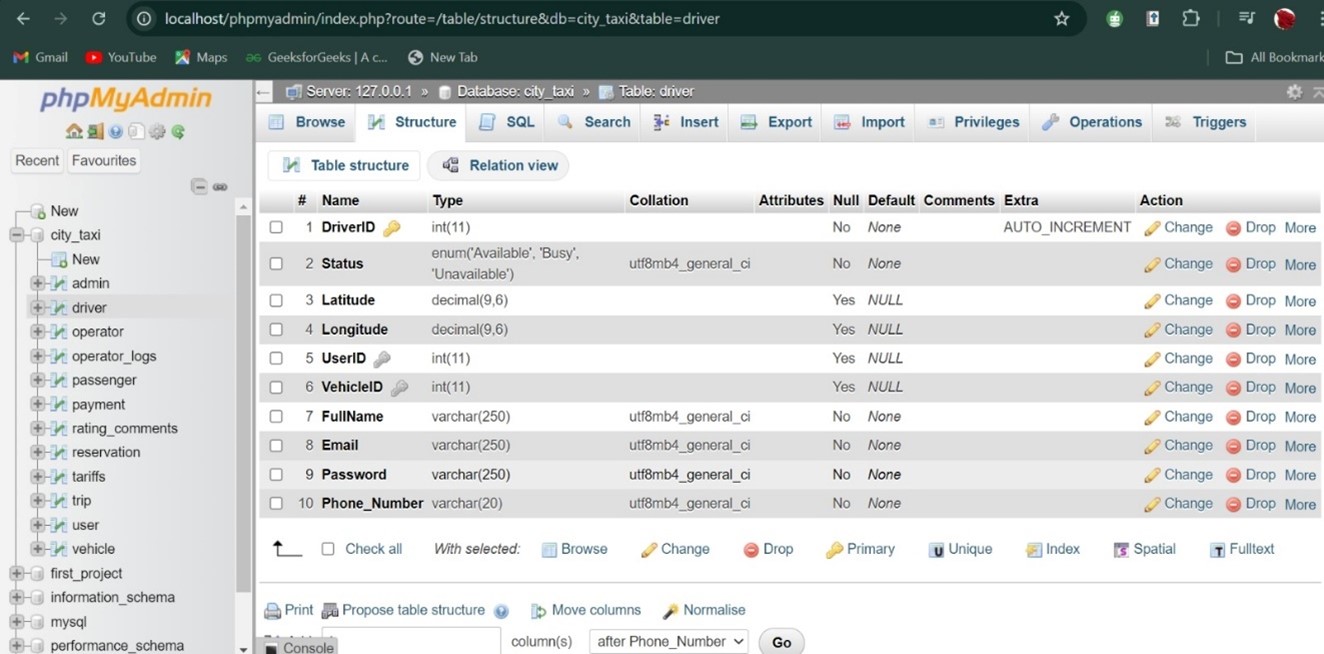 localhost/phpmyadmin/index.php?route=/table/structure&db=city_taxi&table=driver
Gmail YouTube Maps GeeksforGeeks | A c... New Tab All Bookmark
phpMyAdmin
Recent Favourites
New
city_taxi
New
admin
driver
operator
operator_logs
passenger
payment
rating_comments
reservation
tariffs
trip
user
vehicle
first_project
information_schema
mysql
performance_schema
Server: 127.0.0.1 » Database: city_taxi » Table: driver
Browse Structure SQL Search Insert Export Import Privileges Operations Triggers
Table structure Relation view
# Name Type Collation Attributes Null Default Comments Extra Action
1 DriverID int(11) No None AUTO_INCREMENT Change Drop More
2 Status enum('Available', 'Busy', 'Unavailable') utf8mb4_general_ci No None Change Drop More
3 Latitude decimal(9,6) Yes NULL Change Drop More
4 Longitude decimal(9,6) Yes NULL Change Drop More
5 UserID int(11) Yes NULL Change Drop More
6 VehicleID int(11) Yes NULL Change Drop More
7 FullName varchar(250) utf8mb4_general_ci No None Change Drop More
8 Email varchar(250) utf8mb4_general_ci No None Change Drop More
9 Password varchar(250) utf8mb4_general_ci No None Change Drop More
10 Phone_Number varchar(20) utf8mb4_general_ci No None Change Drop More
Check all With selected: Browse Change Drop Primary Unique Index Spatial Fulltext
Print Propose table structure Move columns Normalise
column(s) after Phone_Number Go
Console